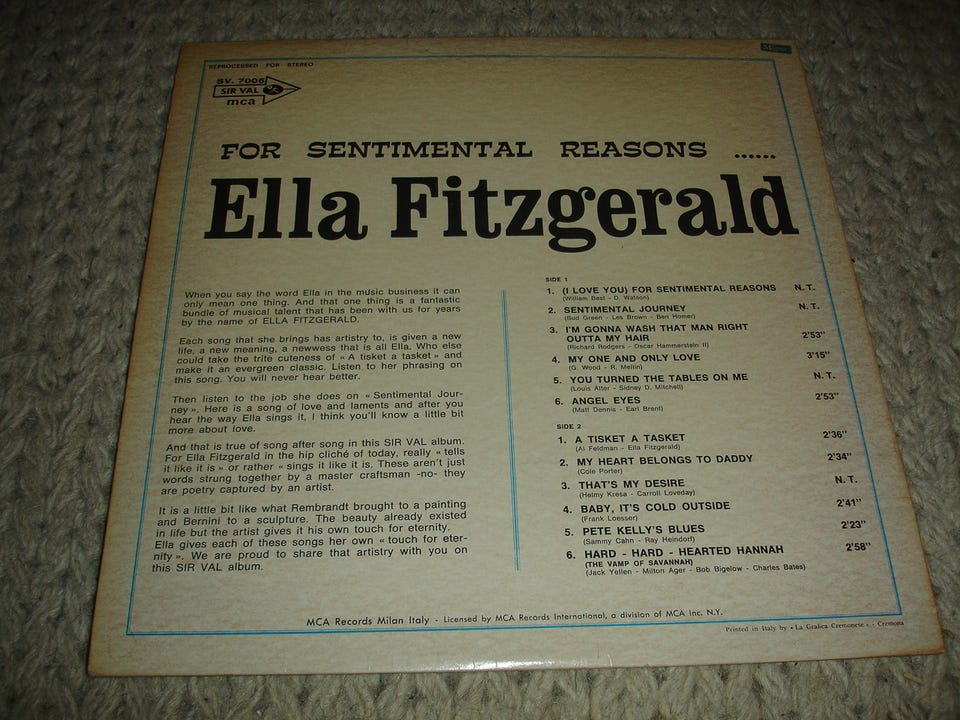 REPROCESSED FOR STEREO
SV. 7006
SIR VAL
mca
FOR SENTIMENTAL REASONS ......
Ella Fitzgerald
When you say the word Ella in the music business it can
only mean one thing. And that one thing is a fantastic
bundle of musical talent that has been with us for years
by the name of ELLA FITZGERALD.
Each song that she brings has artistry to, is given a new
life, a new meaning, a newwess that is all Ella. Who else
could take the trite cuteness of « A tisket a tasket » and
make it an evergreen classic. Listen to her phrasing on
this song. You will never hear better.
Then listen to the job she does on « Sentimental Jour-
ney ». Here is a song of love and laments and after you
hear the way Ella sings it, I think you'll know a little bit
more about love.
And that is true of song after song in this SIR VAL album.
For Ella Fitzgerald in the hip cliché of today, really « tells
it like it is » or rather « sings it like it is. These aren't just
words strung together by a master craftsman -no- they
are poetry captured by an artist.
It is a little bit like what Rembrandt brought to a painting
and Bernini to a sculpture. The beauty already existed
in life but the artist gives it his own touch for eternity.
Ella gives each of these songs her own « touch for eter-
nity ». We are proud to share that artistry with you on
this SIR VAL album.
SIDE 1
1. (I LOVE YOU) FOR SENTIMENTAL REASONS N. T.
(William Best - D. Watson)
2. SENTIMENTAL JOURNEY N. T.
(Bud Green - Les Brown - Ben Homer)
3. I'M GONNA WASH THAT MAN RIGHT
OUTTA MY HAIR 2'53"
(Richard Rodgers - Oscar Hammerstein II)
4. MY ONE AND ONLY LOVE 3'15"
(G. Wood - R. Mellin)
5. YOU TURNED THE TABLES ON ME N. T.
(Louis Alter - Sidney D. Mitchell)
6. ANGEL EYES 2'53"
(Matt Dennis - Earl Brent)
SIDE 2
1. A TISKET A TASKET 2'36"
(Al Feldman - Ella Fitzgerald)
2. MY HEART BELONGS TO DADDY 2'34"
(Cole Porter)
3. THAT'S MY DESIRE N. T.
(Helmy Kresa - Carroll Loveday)
4. BABY, IT'S COLD OUTSIDE 2'41"
(Frank Loesser)
5. PETE KELLY'S BLUES 2'23"
(Sammy Cahn - Ray Heindorf)
6. HARD - HARD - HEARTED HANNAH 2'58"
(THE VAMP OF SAVANNAH)
(Jack Yellen - Milton Ager - Bob Bigelow - Charles Bates)
MCA Records Milan Italy - Licensed by MCA Records International, a division of MCA Inc. N.Y.
Printed in Italy by « La Grafica Cremonese » - Cremona